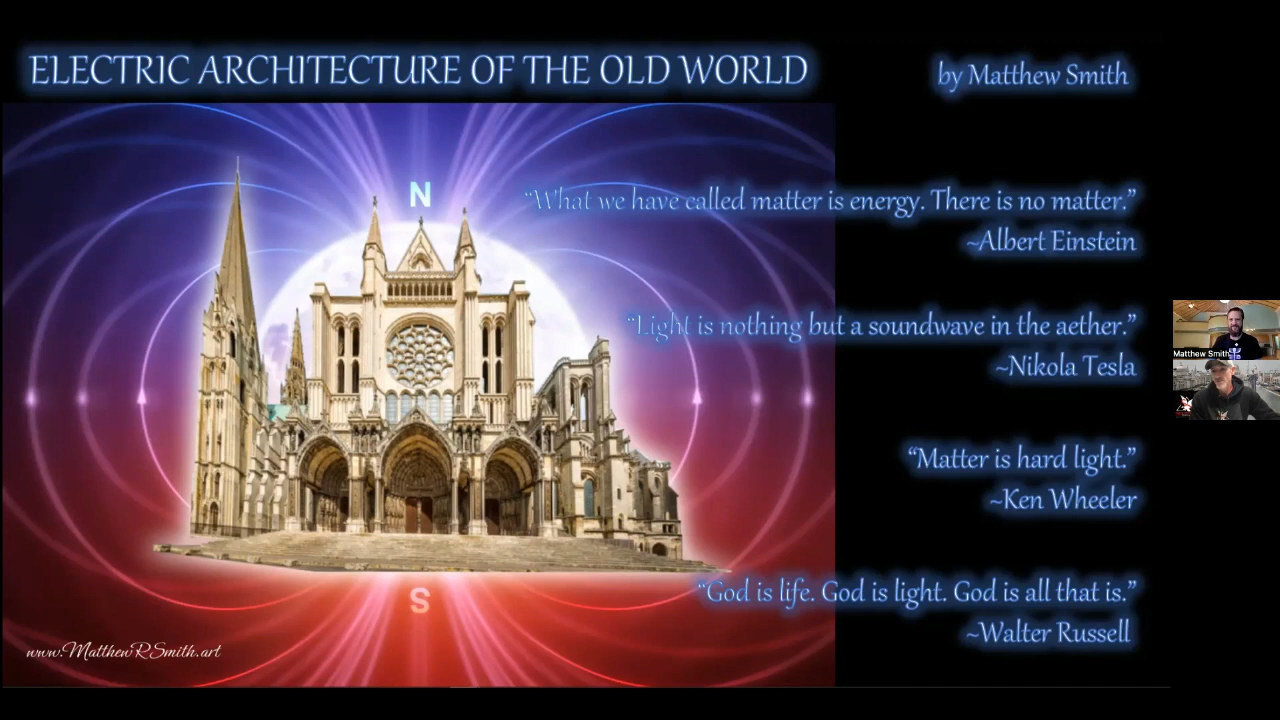 ELECTRIC ARCHITECTURE OF THE OLD WORLD
by Matthew Smith
N
“What we have called matter is energy. There is no matter.”
~Albert Einstein
“Light is nothing but a soundwave in the aether.”
~Nikola Tesla
“Matter is hard light.”
~Ken Wheeler
“God is life. God is light. God is all that is.”
~Walter Russell
S
www.MatthewRSmith.art
Matthew Smith